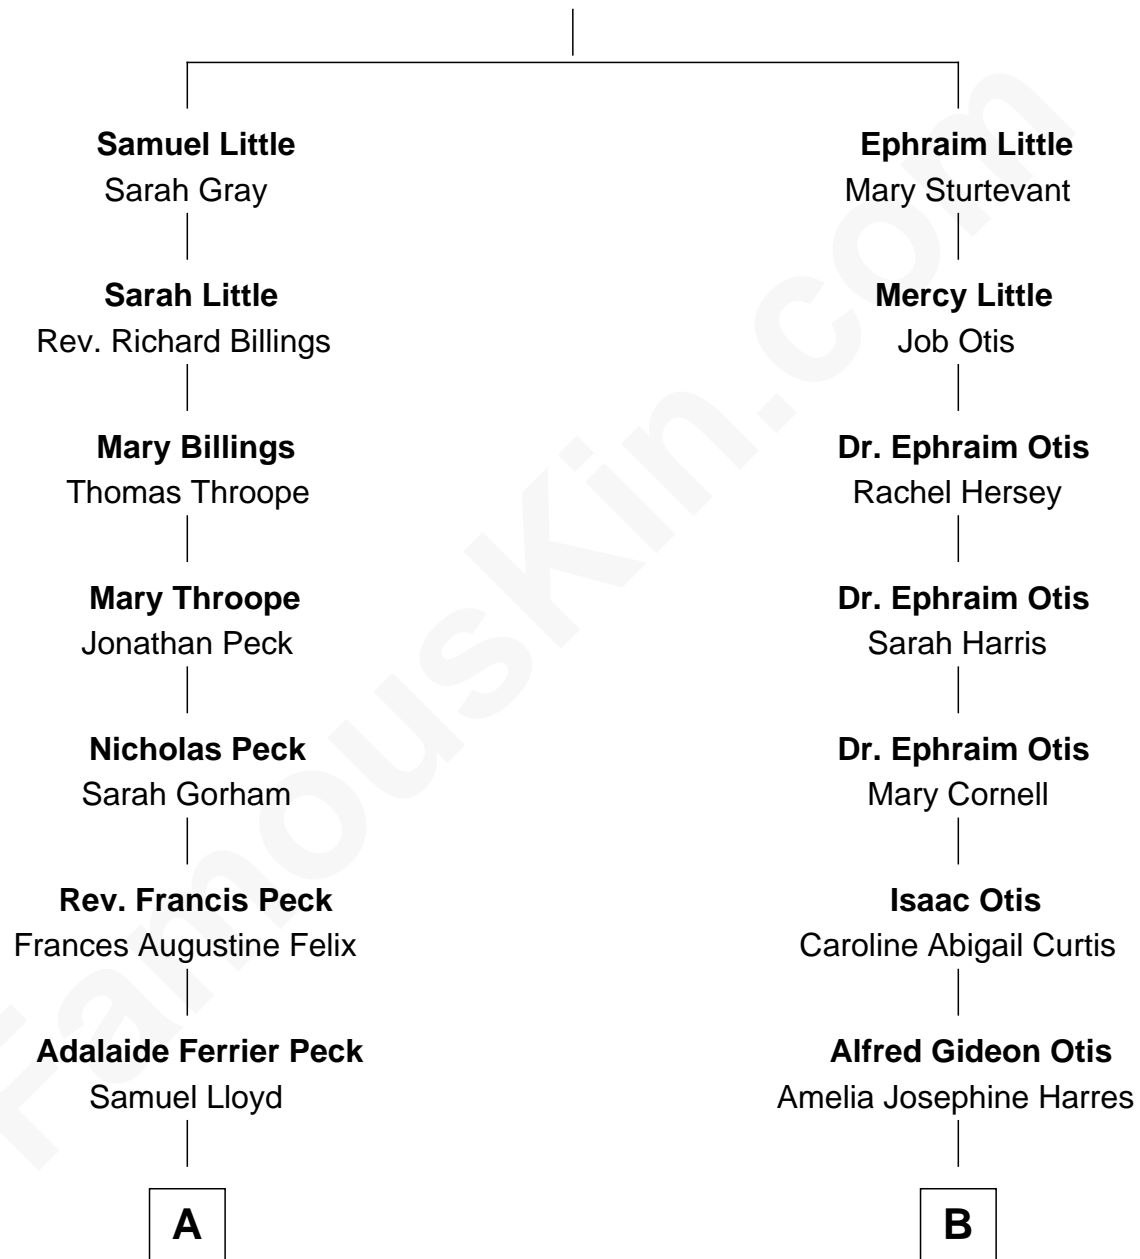 Samuel Little
Sarah Gray
Sarah Little
Rev. Richard Billings
Mary Billings
Thomas Throope
Mary Throope
Jonathan Peck
Nicholas Peck
Sarah Gorham
Rev. Francis Peck
Frances Augustine Felix
Adalaide Ferrier Peck
Samuel Lloyd
A
Ephraim Little
Mary Sturtevant
Mercy Little
Job Otis
Dr. Ephraim Otis
Rachel Hersey
Dr. Ephraim Otis
Sarah Harris
Dr. Ephraim Otis
Mary Cornell
Isaac Otis
Caroline Abigail Curtis
Alfred Gideon Otis
Amelia Josephine Harres
B
FamousKin.com